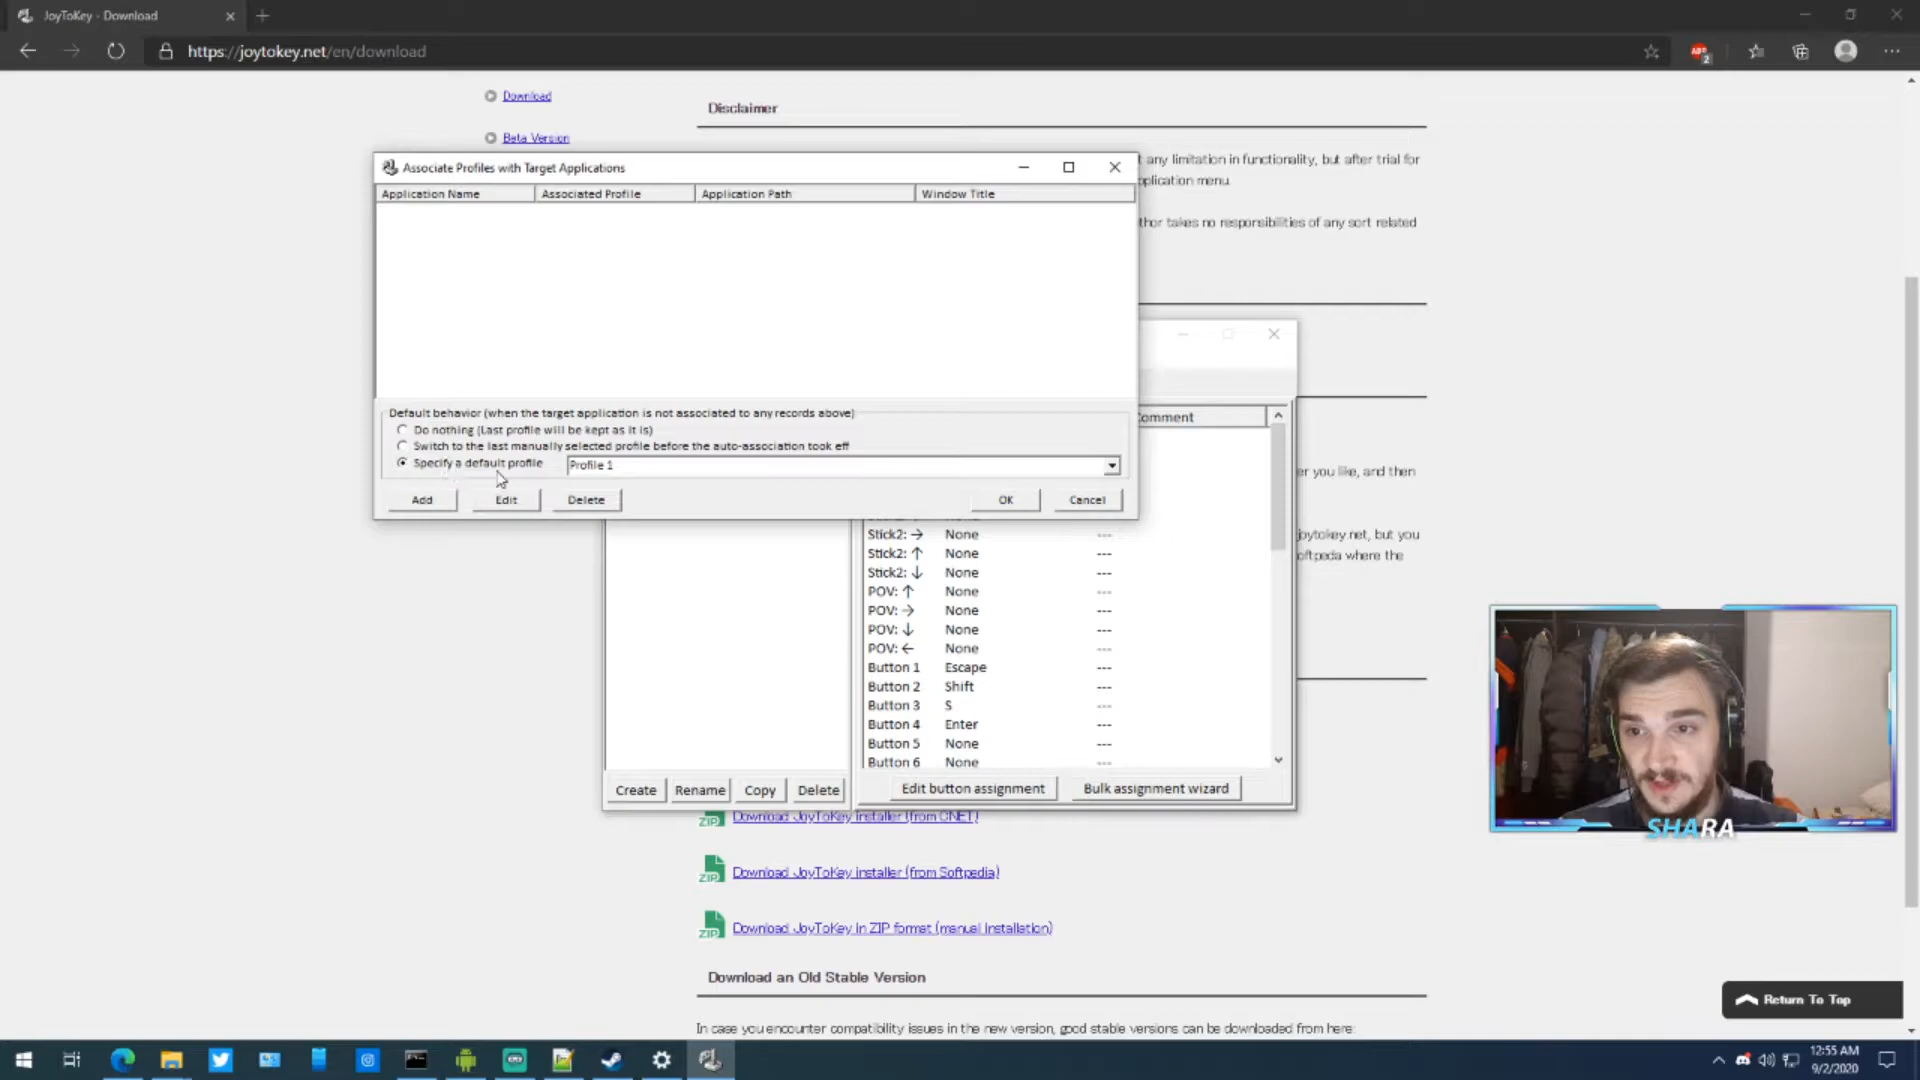 JoyToKey - Download
https://joytokey.net/en/download
ABP
2
Download
Disclaimer
Beta Version
Associate Profiles with Target Applications
any limitation in functionality, but after trial for
Application Name
Associated Profile
Application Path
Window Title
plication menu
thor takes no responsibilities of any sort related
Default behavior (when the target application is not associated to any records above)
Do nothing (Last profile will be kept as it is)
Switch to the last manually selected profile before the auto-association took eff
Specify a default profile
Profile 1
Add
Edit
Delete
OK
Cancel
Comment
er you like, and then
joytokey.net, but you
oftpedia where the
Stick2: → None ---
Stick2: ↑ None ---
Stick2: ↓ None ---
POV: ↑ None ---
POV: → None ---
POV: ↓ None ---
POV: ← None ---
Button 1 Escape ---
Button 2 Shift ---
Button 3 S ---
Button 4 Enter ---
Button 5 None ---
Button 6 None
Create
Rename
Copy
Delete
Edit button assignment
Bulk assignment wizard
SHARA
ZIP Download JoyToKey installer (from CNET)
ZIP Download JoyToKey installer (from Softpedia)
ZIP Download JoyToKey in ZIP format (manual installation)
Download an Old Stable Version
Return To Top
In case you encounter compatibility issues in the new version, good stable versions can be downloaded from here:
12:55 AM
9/2/2020